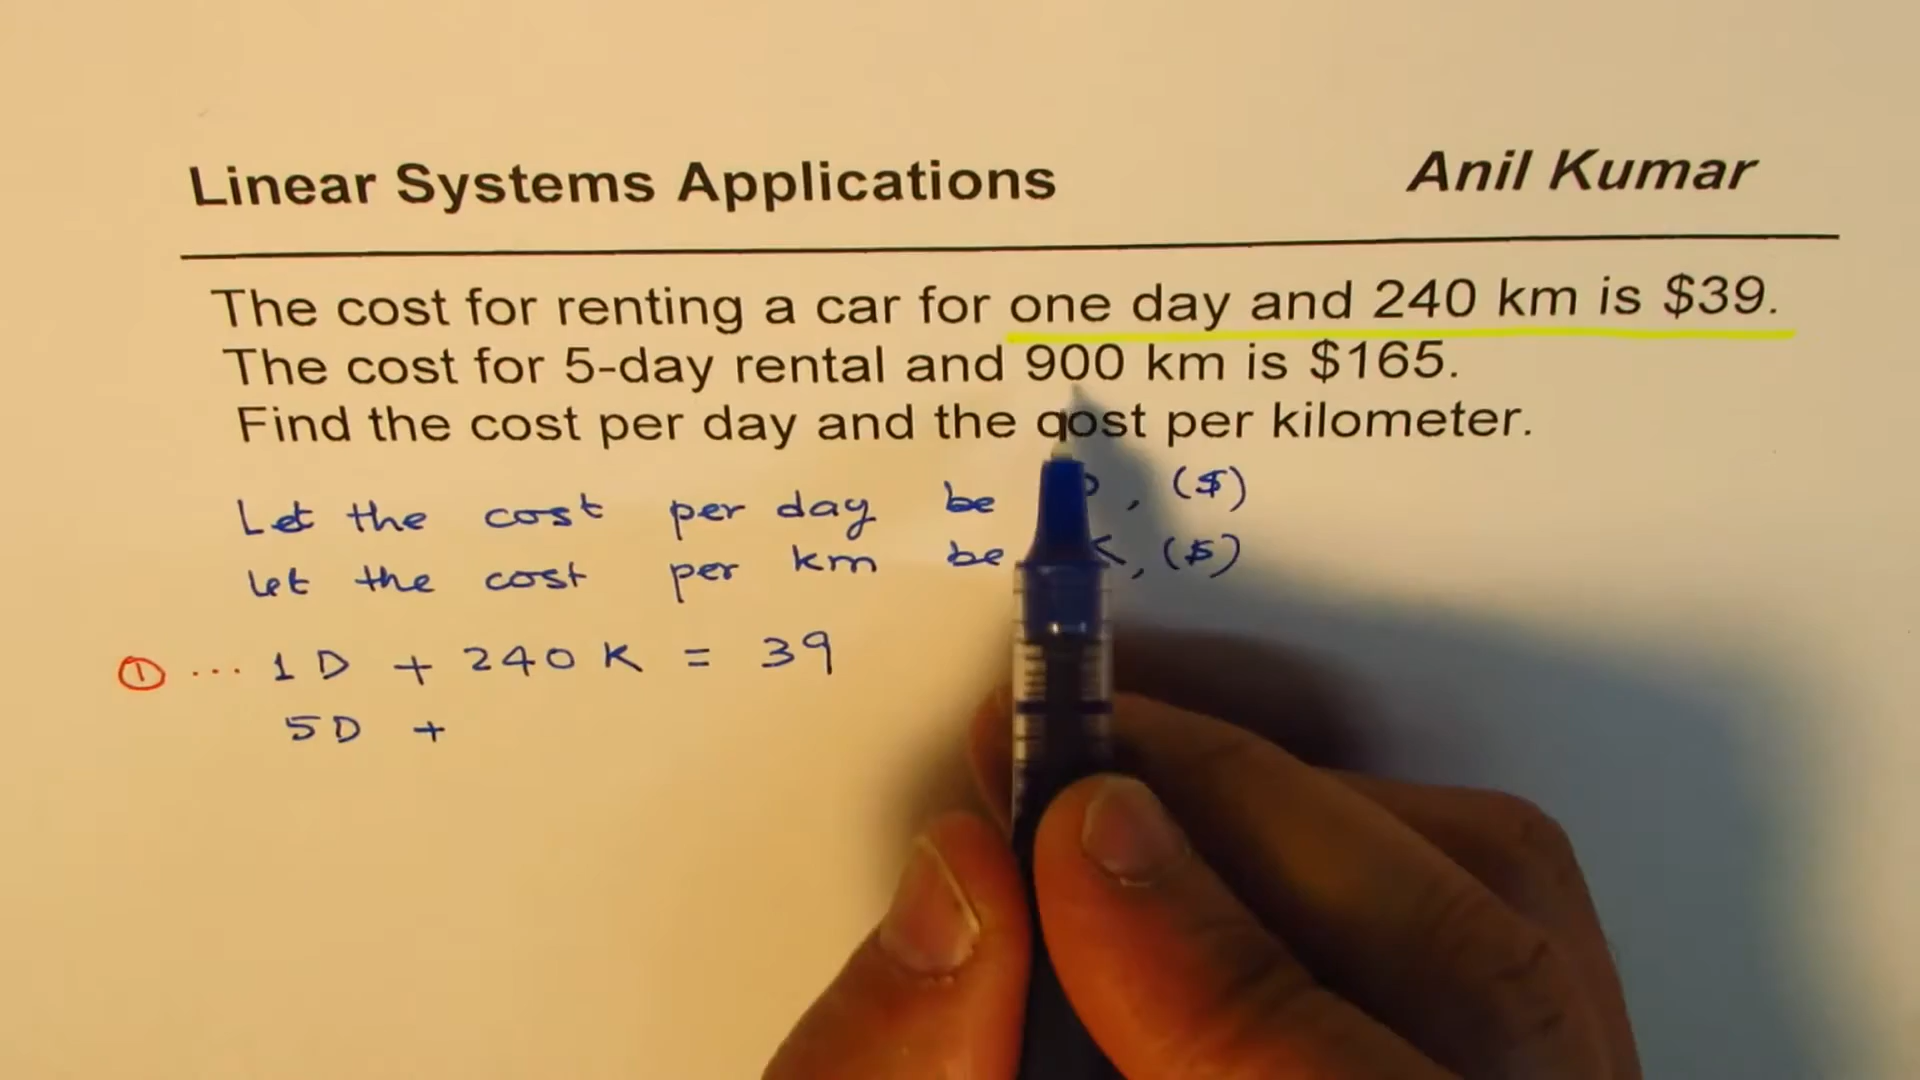 Linear Systems Applications
Anil Kumar
The cost for renting a car for one day and 240 km is $39.
The cost for 5-day rental and 900 km is $165.
Find the cost per day and the cost per kilometer.
Let the cost per day be D, ($)
let the cost per km be K, ($)
① ... 1D + 240K = 39
5D +